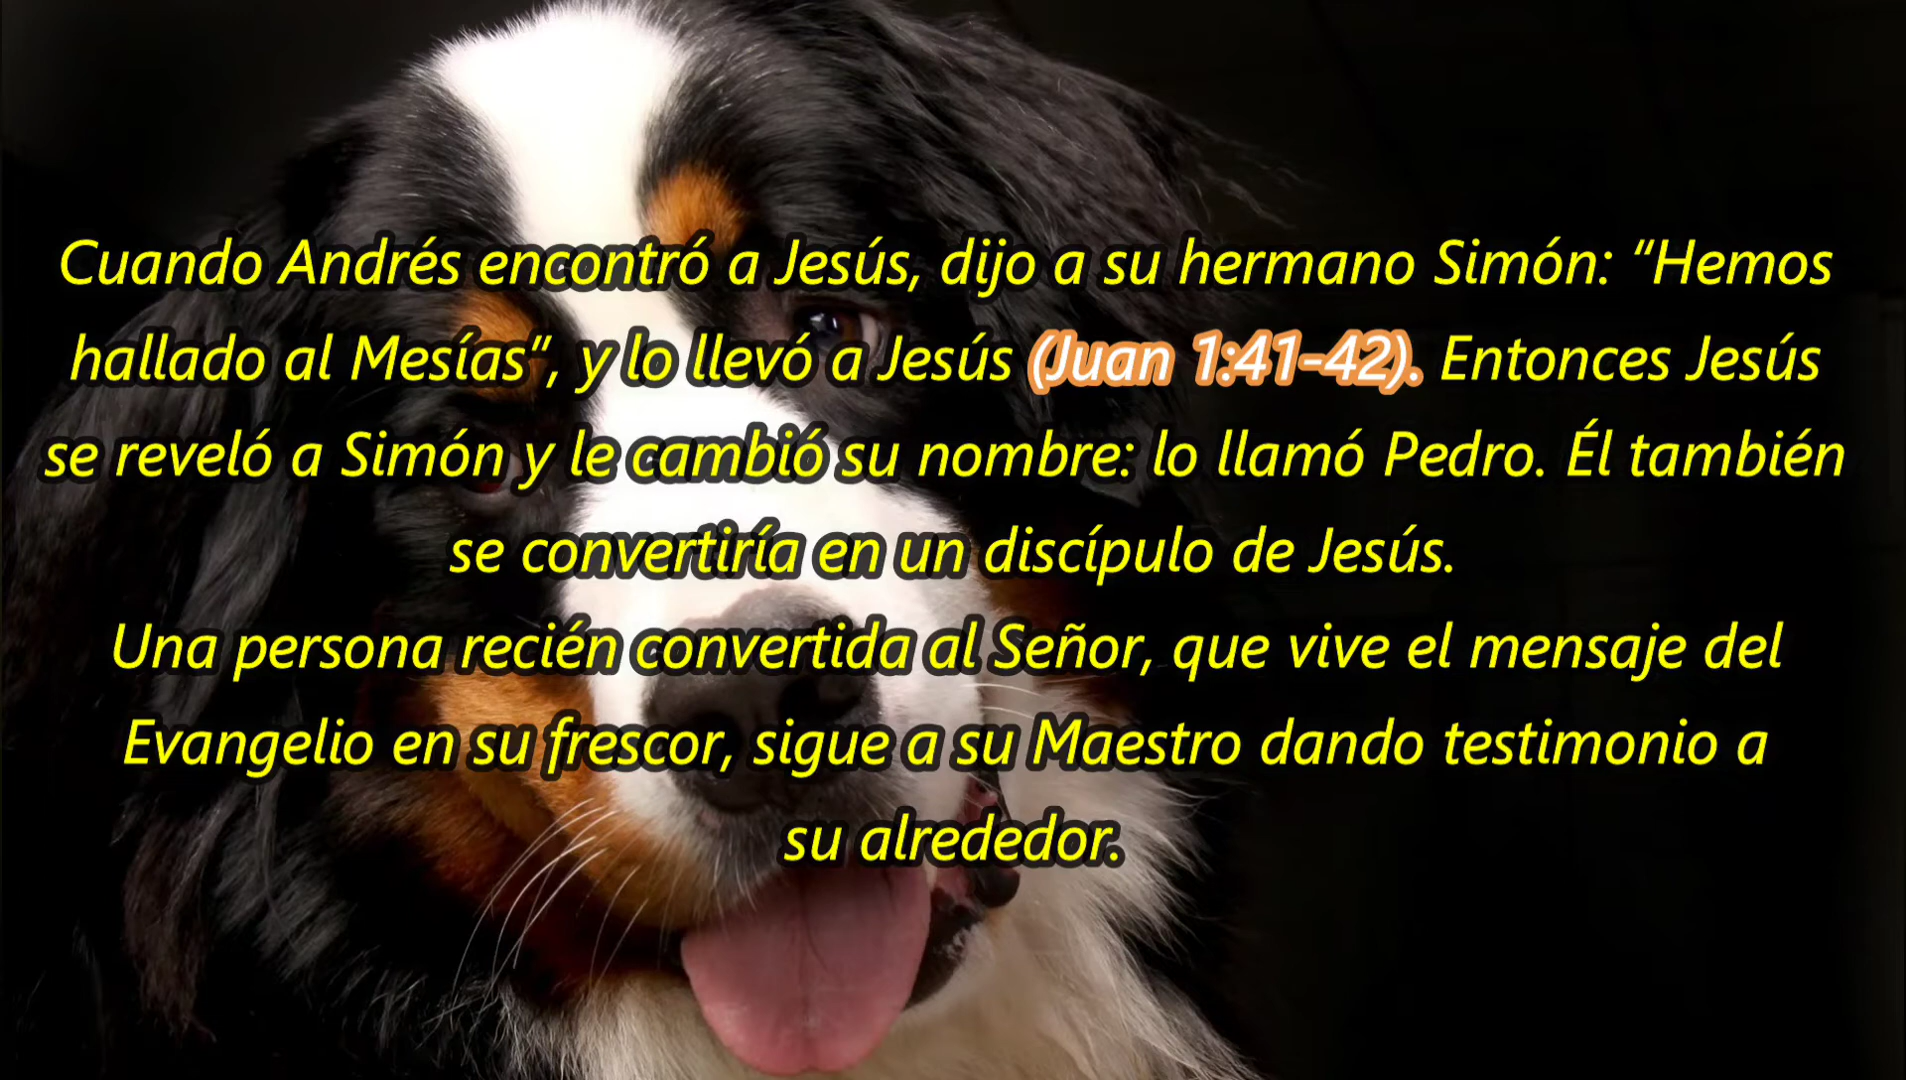 Cuando Andrés encontró a Jesús, dijo a su hermano Simón: “Hemos
hallado al Mesías”, y lo llevó a Jesús (Juan 1:41-42). Entonces Jesús
se reveló a Simón y le cambió su nombre: lo llamó Pedro. Él también
se convertiría en un discípulo de Jesús.
Una persona recién convertida al Señor, que vive el mensaje del
Evangelio en su frescor, sigue a su Maestro dando testimonio a
su alrededor.